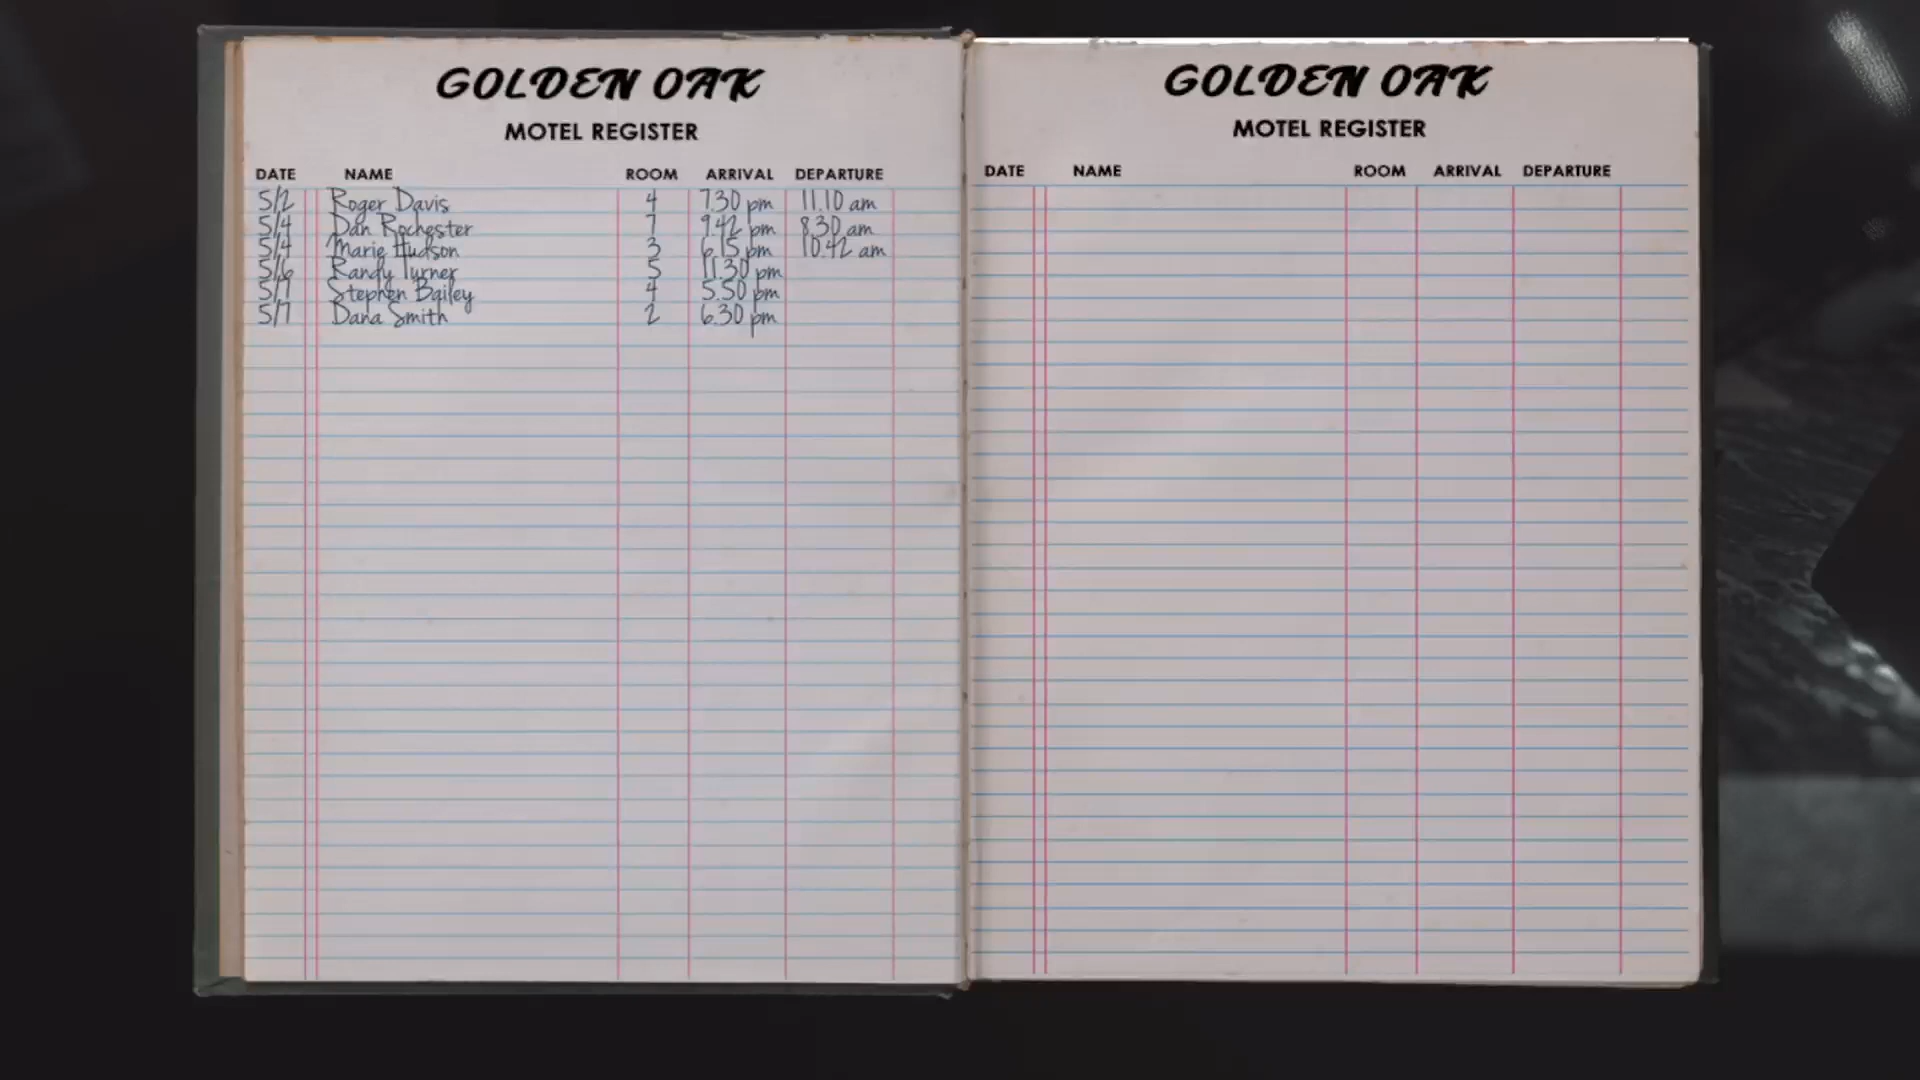 GOLDEN OAK
MOTEL REGISTER
DATE NAME ROOM ARRIVAL DEPARTURE
5/2 Roger Davis 4 7.30 pm 11.10 am
5/4 Dan Rochester 7 9.42 pm 8.30 am
5/4 Marie Hudson 3 6.15 pm 10.42 am
5/6 Randy Turner 5 11.30 pm
5/7 Stephen Bailey 4 5.50 pm
5/7 Dana Smith 2 6.30 pm
GOLDEN OAK
MOTEL REGISTER
DATE NAME ROOM ARRIVAL DEPARTURE